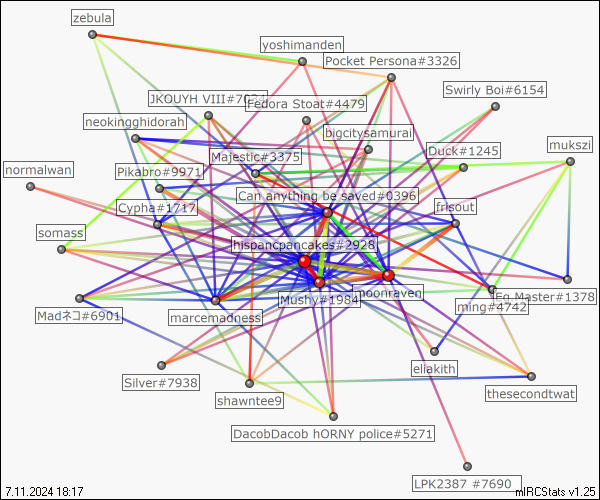 zebula
yoshimanden
Pocket Persona#3326
Swirly Boi#6154
JKOUYH VIII#7024
Fedora Stoat#4479
neokingghidorah
bigcitysamurai
mukszi
Duck#1245
Majestic#3375
normalwan
Pikabro#9971
Can anything be saved#0396
Cypha#1717
frlsout
somass
hispanicpancakes#2928
moonraven
Eg Master#1378
Mushy#1984
ming#4742
Madネコ#6901
marcemadness
eliakith
Silver#7938
thesecondtwat
shawntee9
DacobDacob hORNY police#5271
LPK2387 #7690
7.11.2024 18:17
mIRCStats v1.25